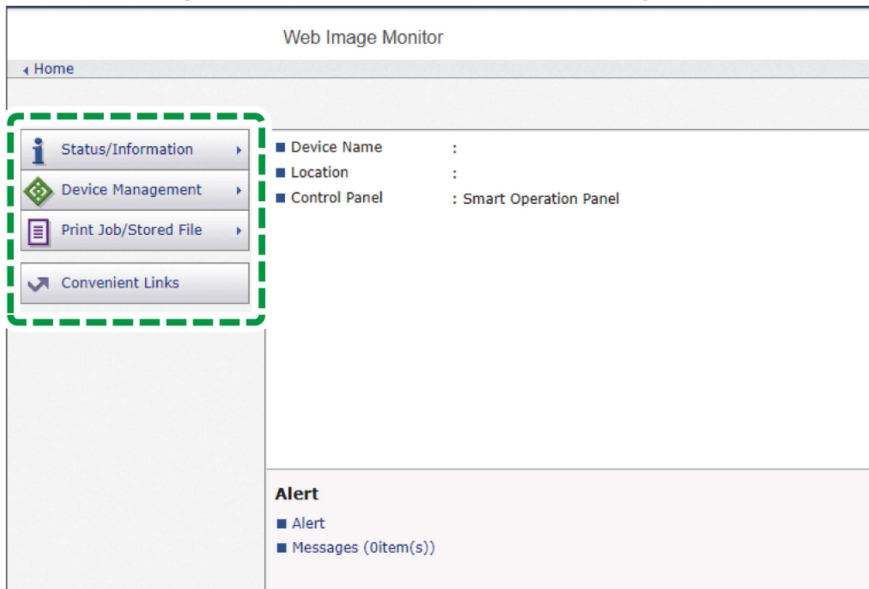 Web Image Monitor
Home
Status/Information
Device Management
Print Job/Stored File
Convenient Links
Device Name :
Location :
Control Panel : Smart Operation Panel
Alert
Alert
Messages (0item(s))